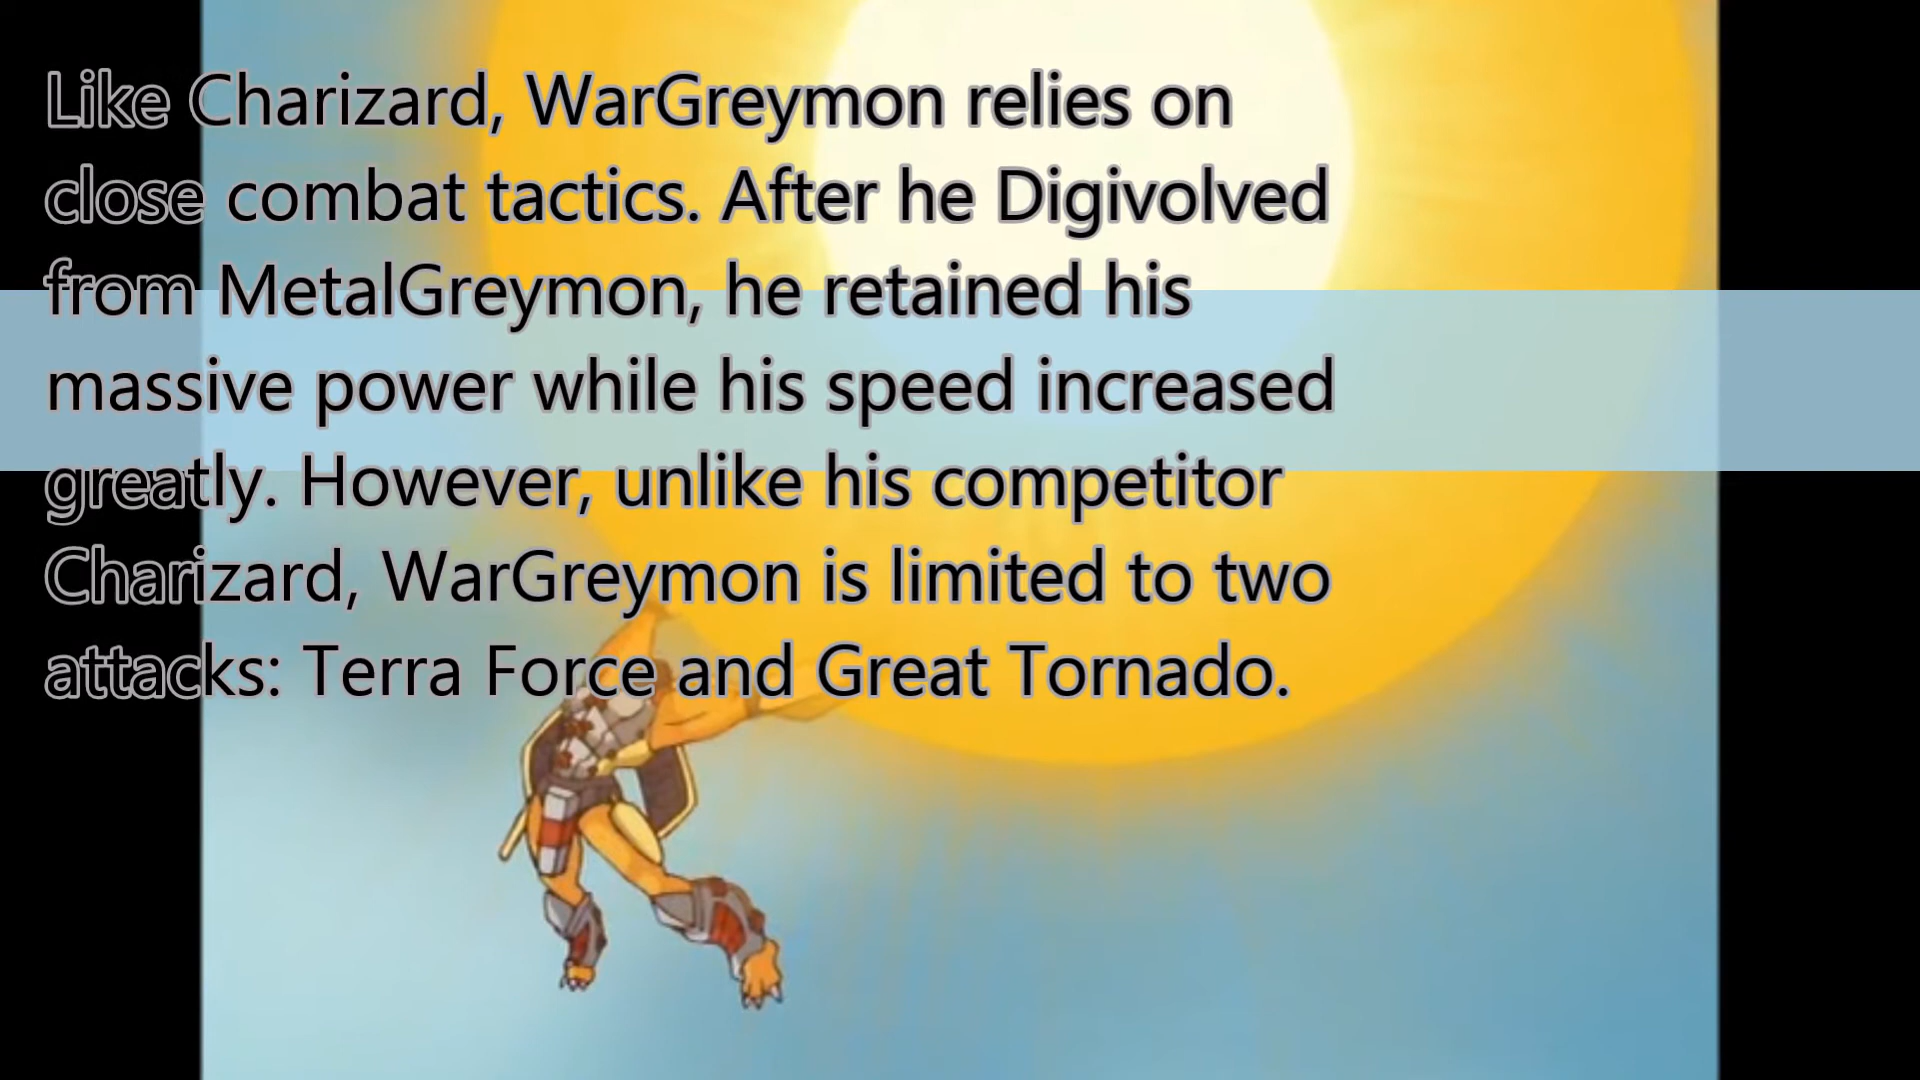 Like Charizard, WarGreymon relies on
close combat tactics. After he Digivolved
from MetalGreymon, he retained his
massive power while his speed increased
greatly. However, unlike his competitor
Charizard, WarGreymon is limited to two
attacks: Terra Force and Great Tornado.